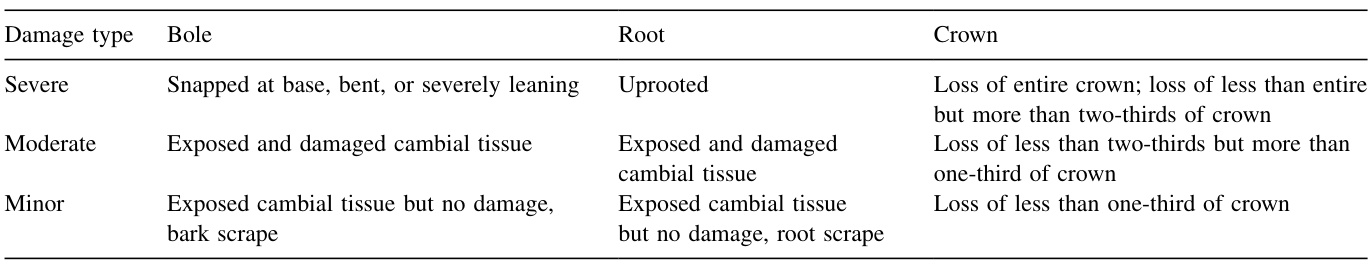 Damage type Bole Root Crown
Severe Snapped at base, bent, or severely leaning Uprooted Loss of entire crown; loss of less than entire
but more than two-thirds of crown
Moderate Exposed and damaged cambial tissue Exposed and damaged Loss of less than two-thirds but more than
cambial tissue one-third of crown
Minor Exposed cambial tissue but no damage, Exposed cambial tissue Loss of less than one-third of crown
bark scrape but no damage, root scrape